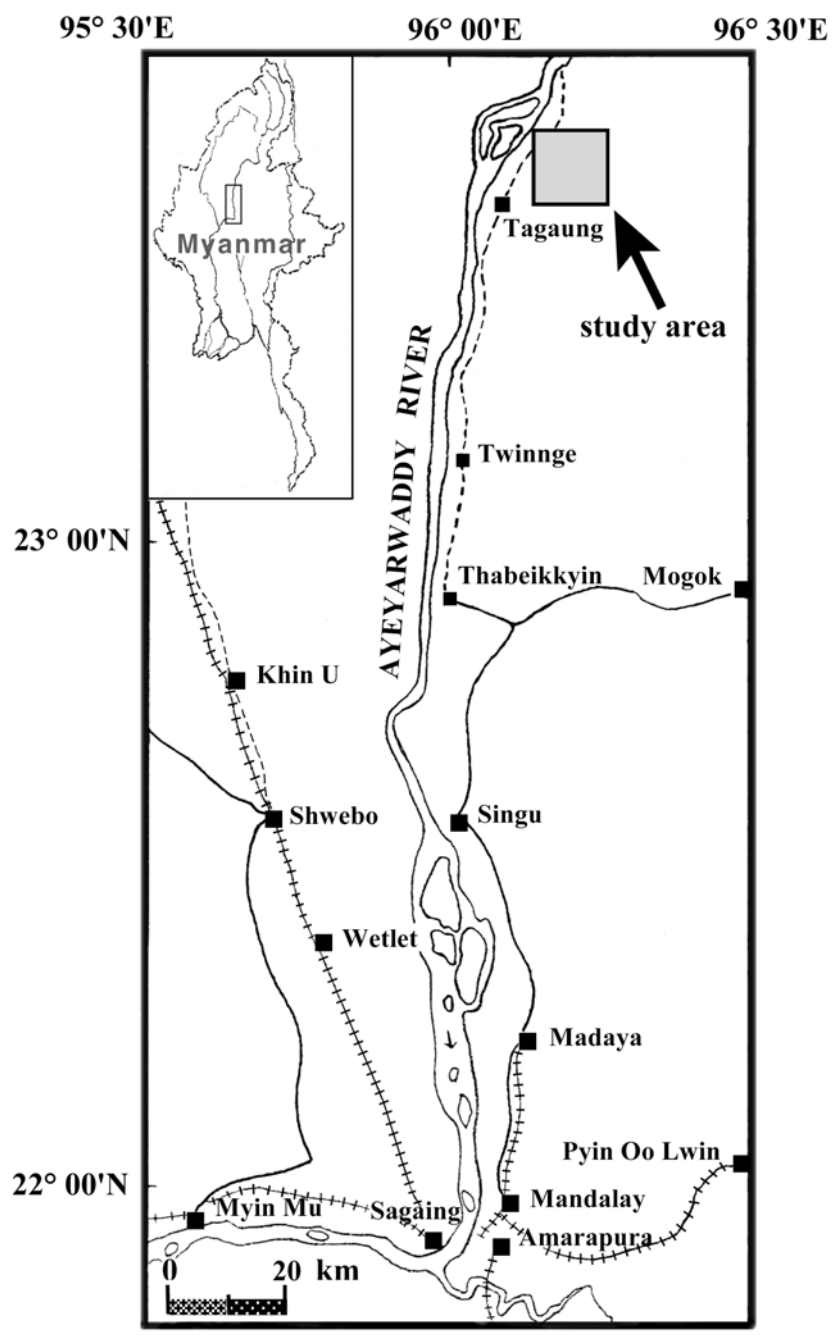 95° 30'E
96° 00'E
96° 30'E
Myanmar
Tagaung
study area
AYEYARWADDY RIVER
Twinnge
23° 00'N
Thabeikkyin
Mogok
Khin U
Shwebo
Singu
Wetlet
Madaya
Pyin Oo Lwin
22° 00'N
Myin Mu
Sagaing
Mandalay
Amarapura
0 20 km